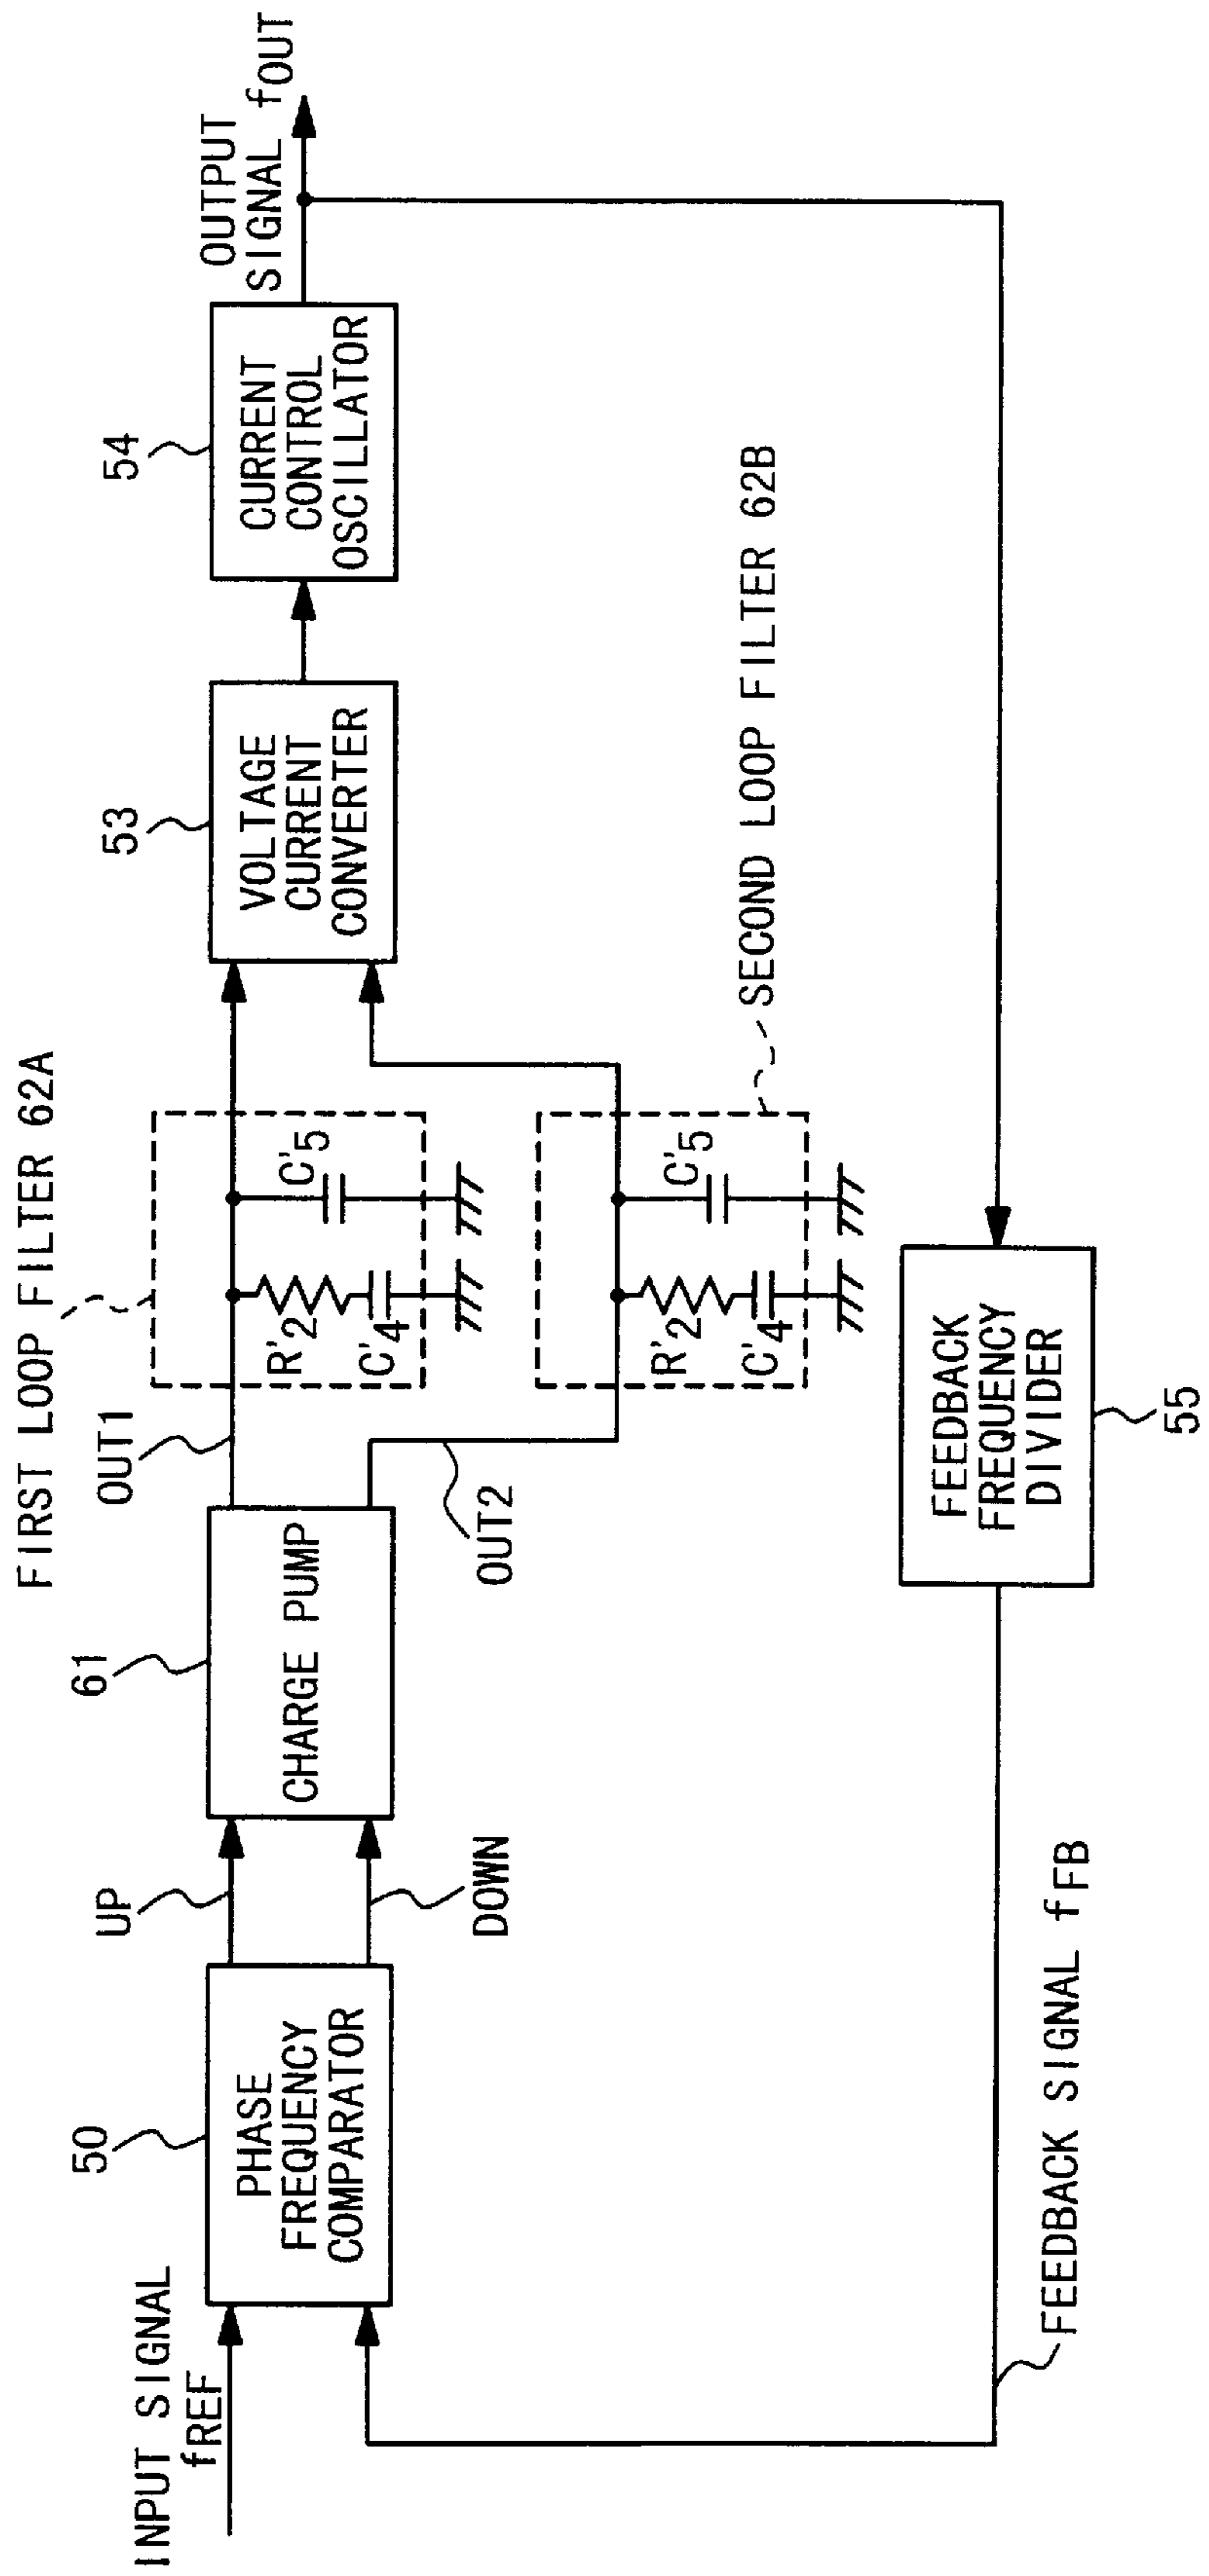 FIRST LOOP FILTER 62A
INPUT SIGNAL
fREF
50
PHASE
FREQUENCY
COMPARATOR
UP
DOWN
61
CHARGE PUMP
OUT1
OUT2
R'2
C'4
C'5
53
VOLTAGE
CURRENT
CONVERTER
54
CURRENT
CONTROL
OSCILLATOR
OUTPUT
SIGNAL fOUT
R'2
C'4
C'5
SECOND LOOP FILTER 62B
FEEDBACK
FREQUENCY
DIVIDER
55
FEEDBACK SIGNAL fFB